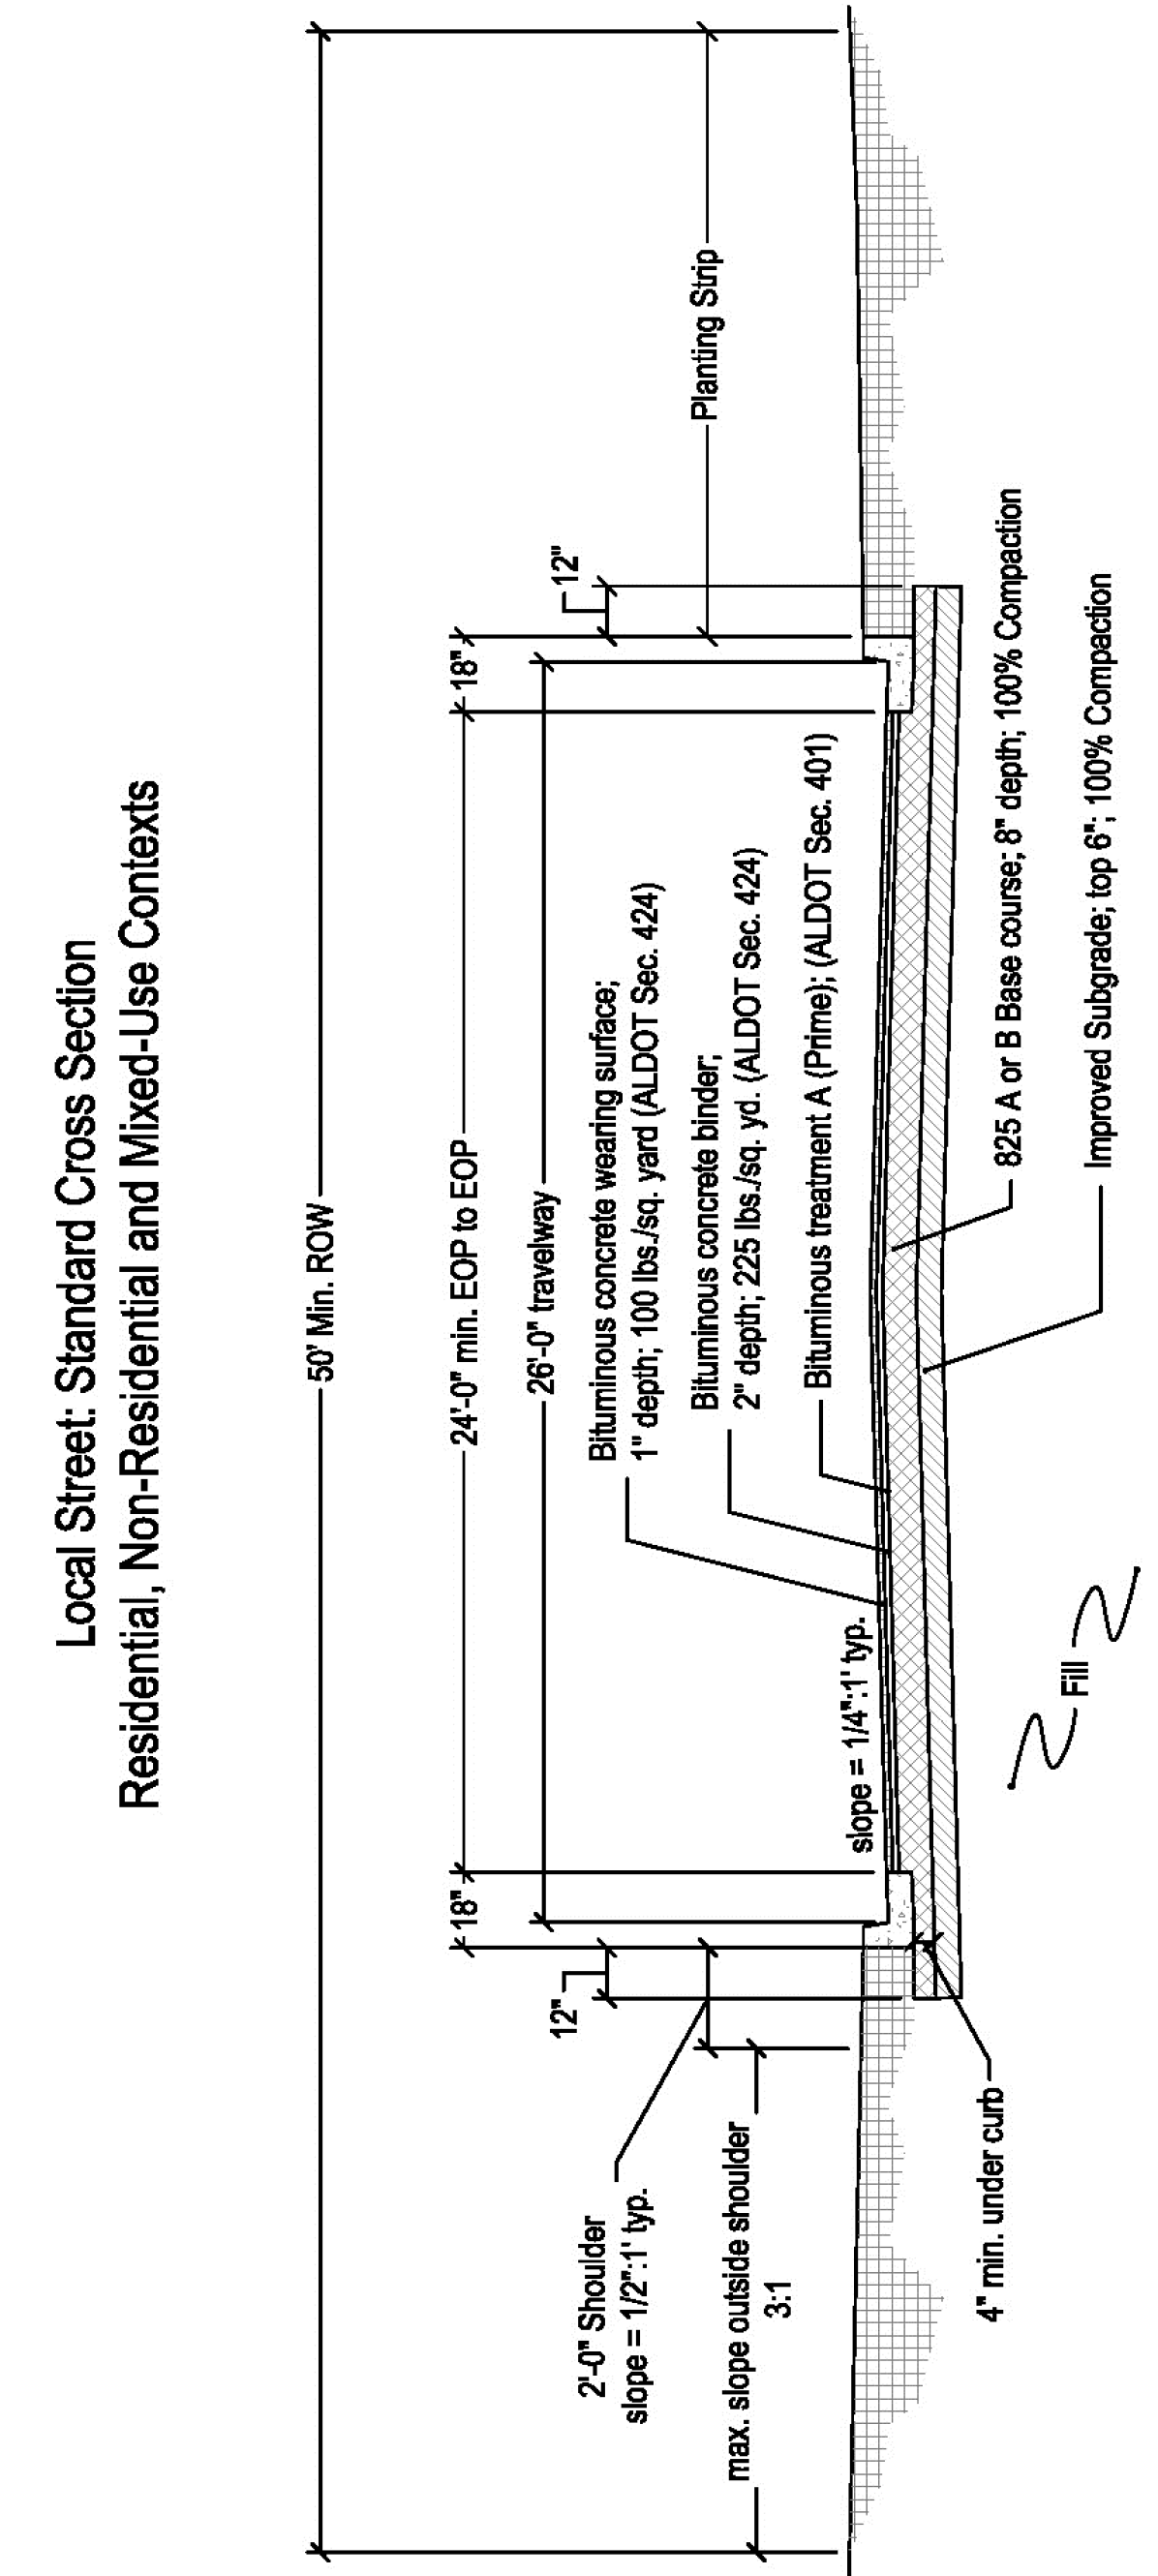 Local Street: Standard Cross Section
Residential, Non-Residential and Mixed-Use Contexts
50' Min. ROW
18"
24'-0" min. EOP to EOP
18"
26'-0" travelway
12"
12"
2'-0" Shoulder
slope = 1/2":1' typ.
Bituminous concrete wearing surface;
1" depth; 100 lbs./sq. yard (ALDOT Sec. 424)
max. slope outside shoulder
3:1
Bituminous concrete binder;
2" depth; 225 lbs./sq. yd. (ALDOT Sec. 424)
Planting Strip
Bituminous treatment A (Prime); (ALDOT Sec. 401)
slope = 1/4":1' typ.
4" min. under curb
825 A or B Base course; 8" depth; 100% Compaction
Fill
Improved Subgrade; top 6"; 100% Compaction